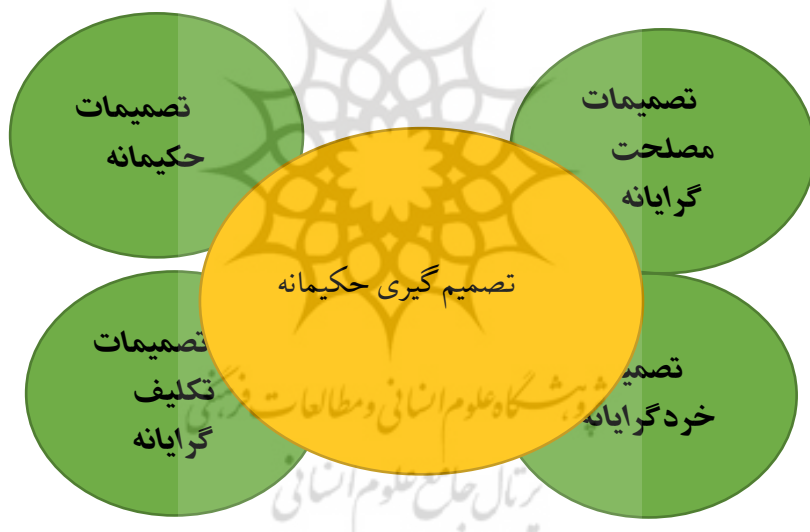 تصمیمات
مصلحت
گرایانه
تصمیمات
حکیمانه
تصمیم گیری حکیمانه
خردگرایانه
تصمیمات
تکلیف
گرایانه
پژوهشگاه علوم انسانی و مطالعات فرهنگی
پرتال جامع علوم انسانی